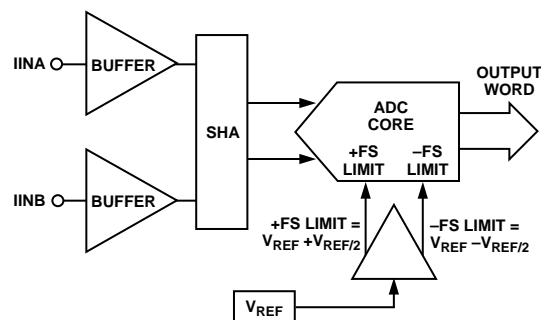 IINA
BUFFER
IINB
BUFFER
SHA
ADC
CORE
+FS
LIMIT
–FS
LIMIT
OUTPUT
WORD
+FS LIMIT =
VREF +VREF/2
–FS LIMIT =
VREF –VREF/2
VREF